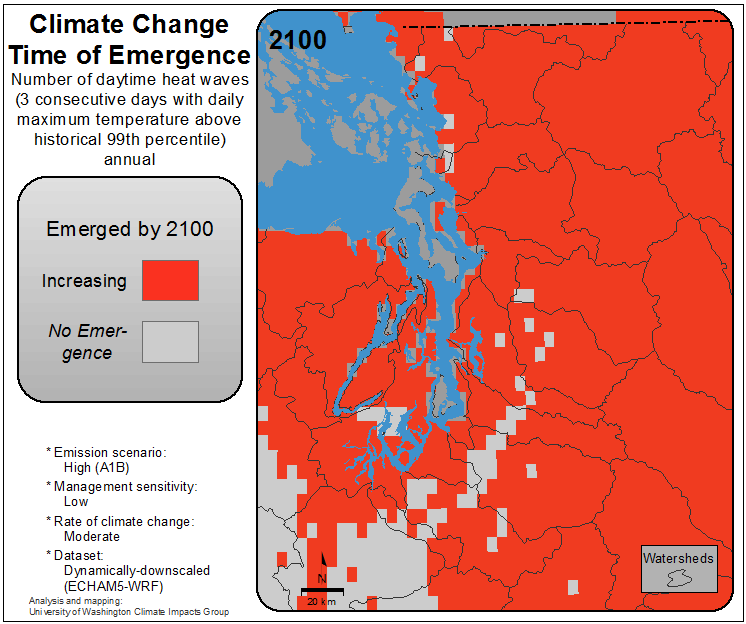 Climate Change
Time of Emergence
Number of daytime heat waves
(3 consecutive days with daily
maximum temperature above
historical 99th percentile)
annual
Emerged by 2100
Increasing
No Emer-
gence
* Emission scenario:
High (A1B)
* Management sensitivity:
Low
* Rate of climate change:
Moderate
* Dataset:
Dynamically-downscaled
(ECHAM5-WRF)
Analysis and mapping:
University of Washington Climate Impacts Group
2100
N
20 km
Watersheds